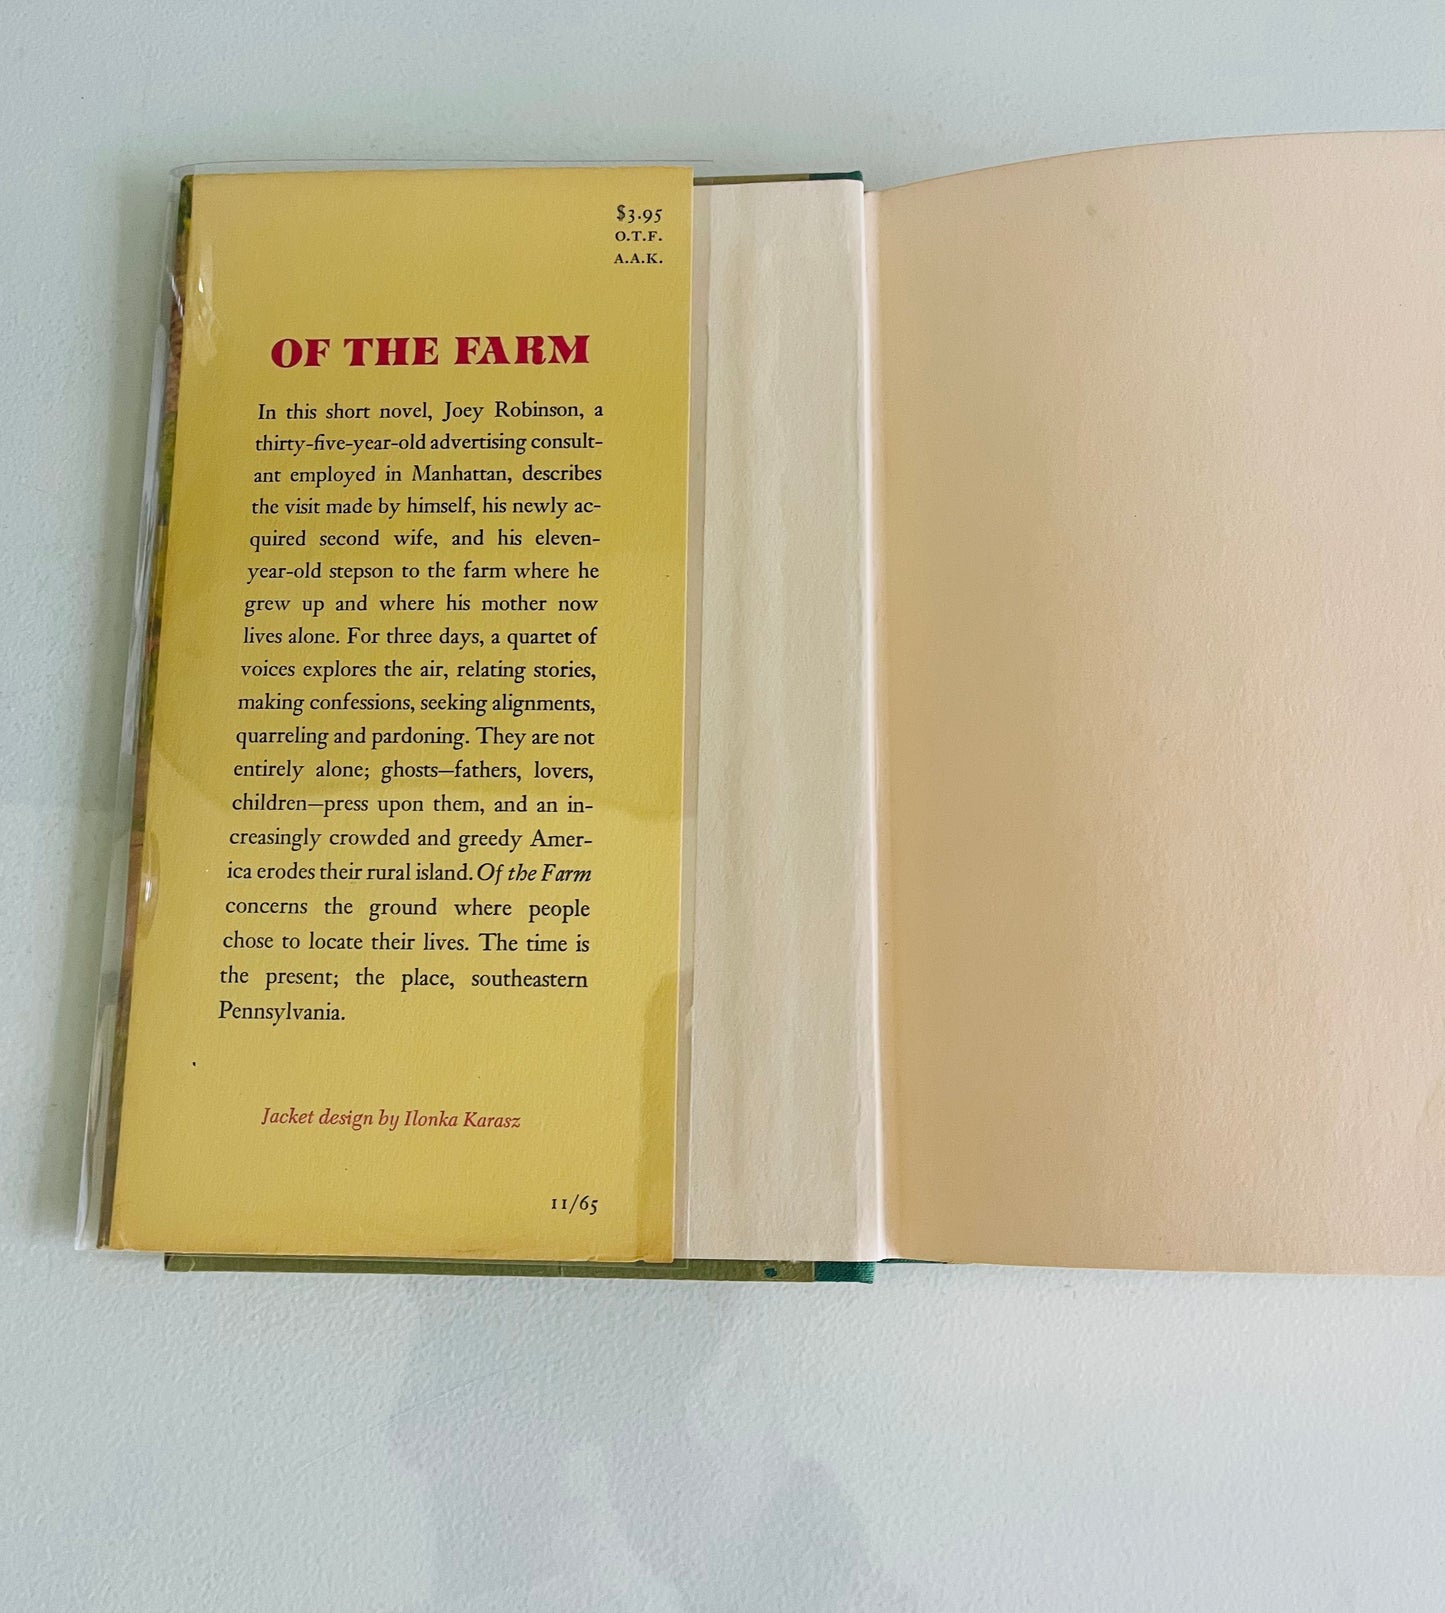 $3.95
O.T.F.
A.A.K.
OF THE FARM
In this short novel, Joey Robinson, a
thirty-five-year-old advertising consult-
ant employed in Manhattan, describes
the visit made by himself, his newly ac-
quired second wife, and his eleven-
year-old stepson to the farm where he
grew up and where his mother now
lives alone. For three days, a quartet of
voices explores the air, relating stories,
making confessions, seeking alignments,
quarreling and pardoning. They are not
entirely alone; ghosts—fathers, lovers,
children—press upon them, and an in-
creasingly crowded and greedy Amer-
ica erodes their rural island. Of the Farm
concerns the ground where people
chose to locate their lives. The time is
the present; the place, southeastern
Pennsylvania.
Jacket design by Ilonka Karasz
11/65